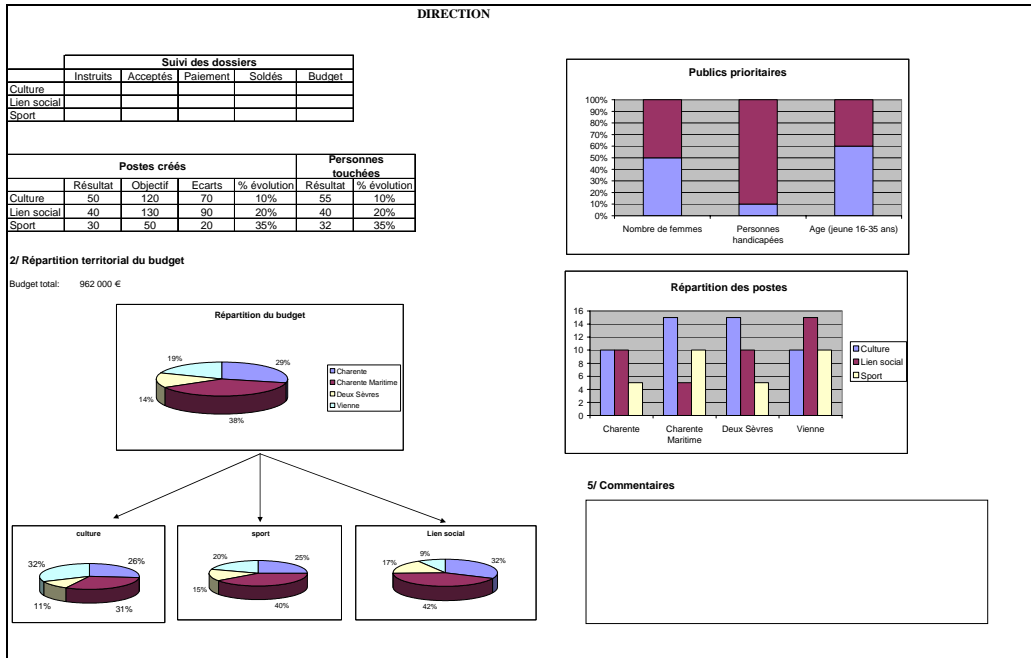 DIRECTION
Suivi des dossiers
Instruits Acceptés Paiement Soldés Budget
Culture
Lien social
Sport
Postes créés Personnes touchées
Résultat Objectif Ecarts % évolution Résultat % évolution
Culture 50 120 70 10% 55 10%
Lien social 40 130 90 20% 40 20%
Sport 30 50 20 35% 32 35%
2/ Répartition territorial du budget
Budget total: 962 000 €
Répartition du budget
19% 29%
14%
38%
Charente
Charente Maritime
Deux Sèvres
Vienne
culture
32% 26%
11% 31%
sport
20% 25%
15%
40%
Lien social
9%
17% 32%
42%
Publics prioritaires
100%
90%
80%
70%
60%
50%
40%
30%
20%
10%
0%
Nombre de femmes Personnes handicapées Age (jeune 16-35 ans)
Répartition des postes
16
14
12
10
8
6
4
2
0
Charente Charente Maritime Deux Sèvres Vienne
Culture
Lien social
Sport
5/ Commentaires